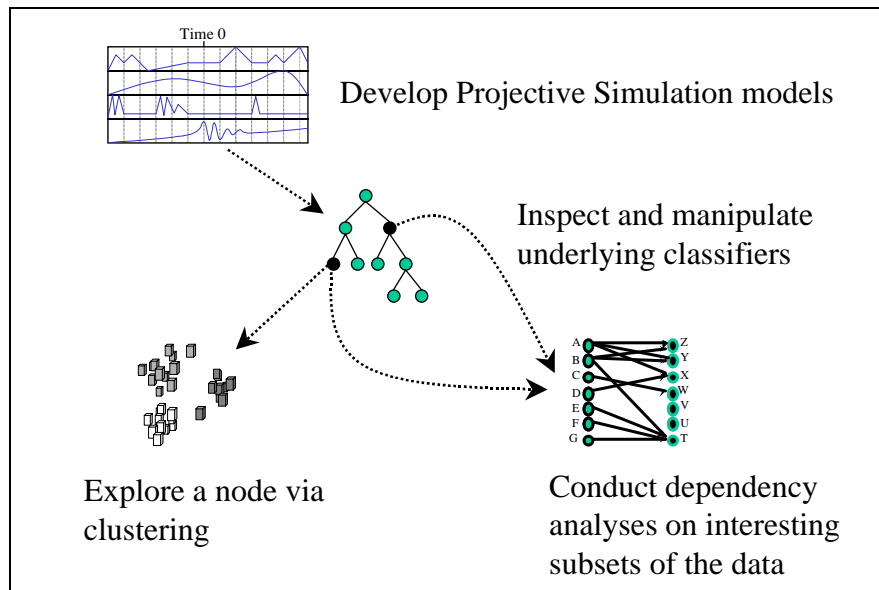 Time 0
Develop Projective Simulation models
Inspect and manipulate
underlying classifiers
A
B
C
D
E
F
G
Z
Y
X
W
V
U
T
Explore a node via
clustering
Conduct dependency
analyses on interesting
subsets of the data